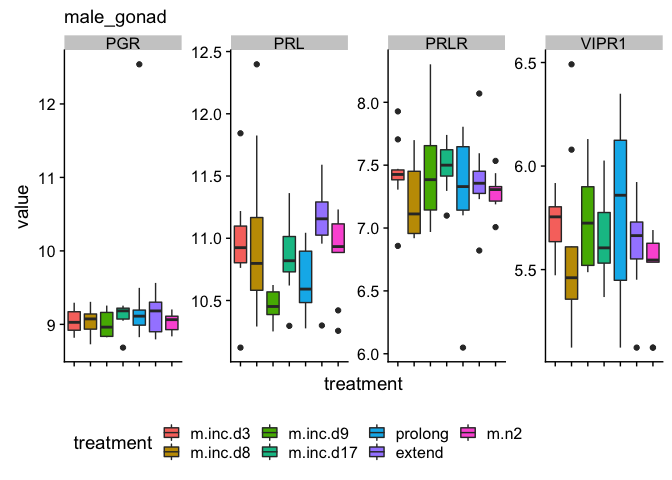 male_gonad
PGR PRL PRLR VIPR1
value
12
11
10
9
12.5
12.0
11.5
11.0
10.5
8.0
7.5
7.0
6.5
6.0
6.5
6.0
5.5
treatment
treatment m.inc.d3 m.inc.d9 prolong m.n2
m.inc.d8 m.inc.d17 extend